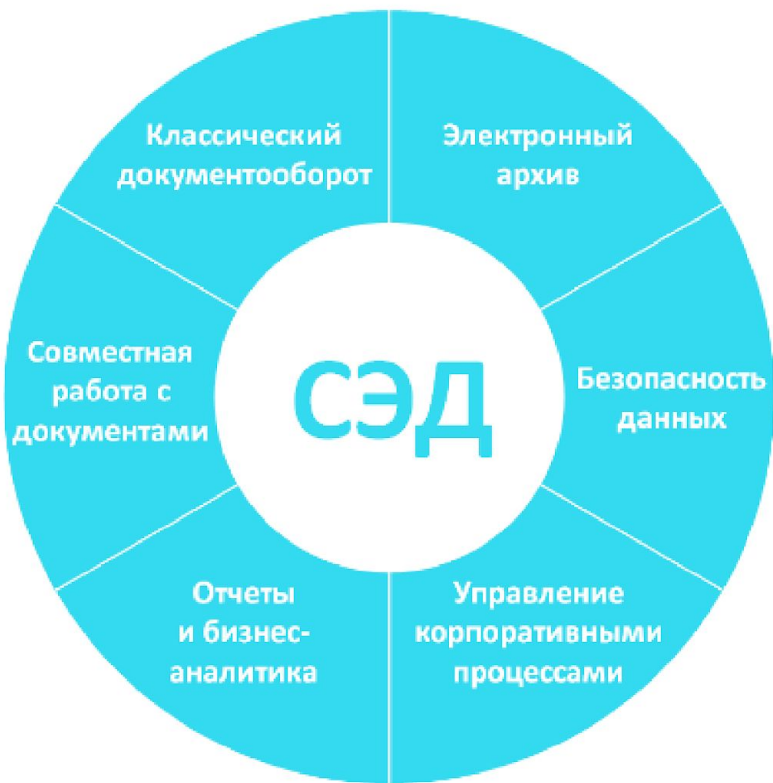 Классический
документооборот
Электронный
архив
Совместная
работа с
документами
СЭД
Безопасность
данных
Отчеты
и бизнес-
аналитика
Управление
корпоративными
процессами